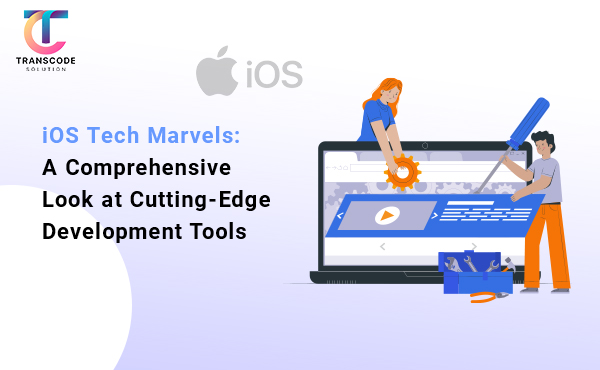 TRANSCODE
SOLUTION
iOS
iOS Tech Marvels:
A Comprehensive
Look at Cutting-Edge
Development Tools